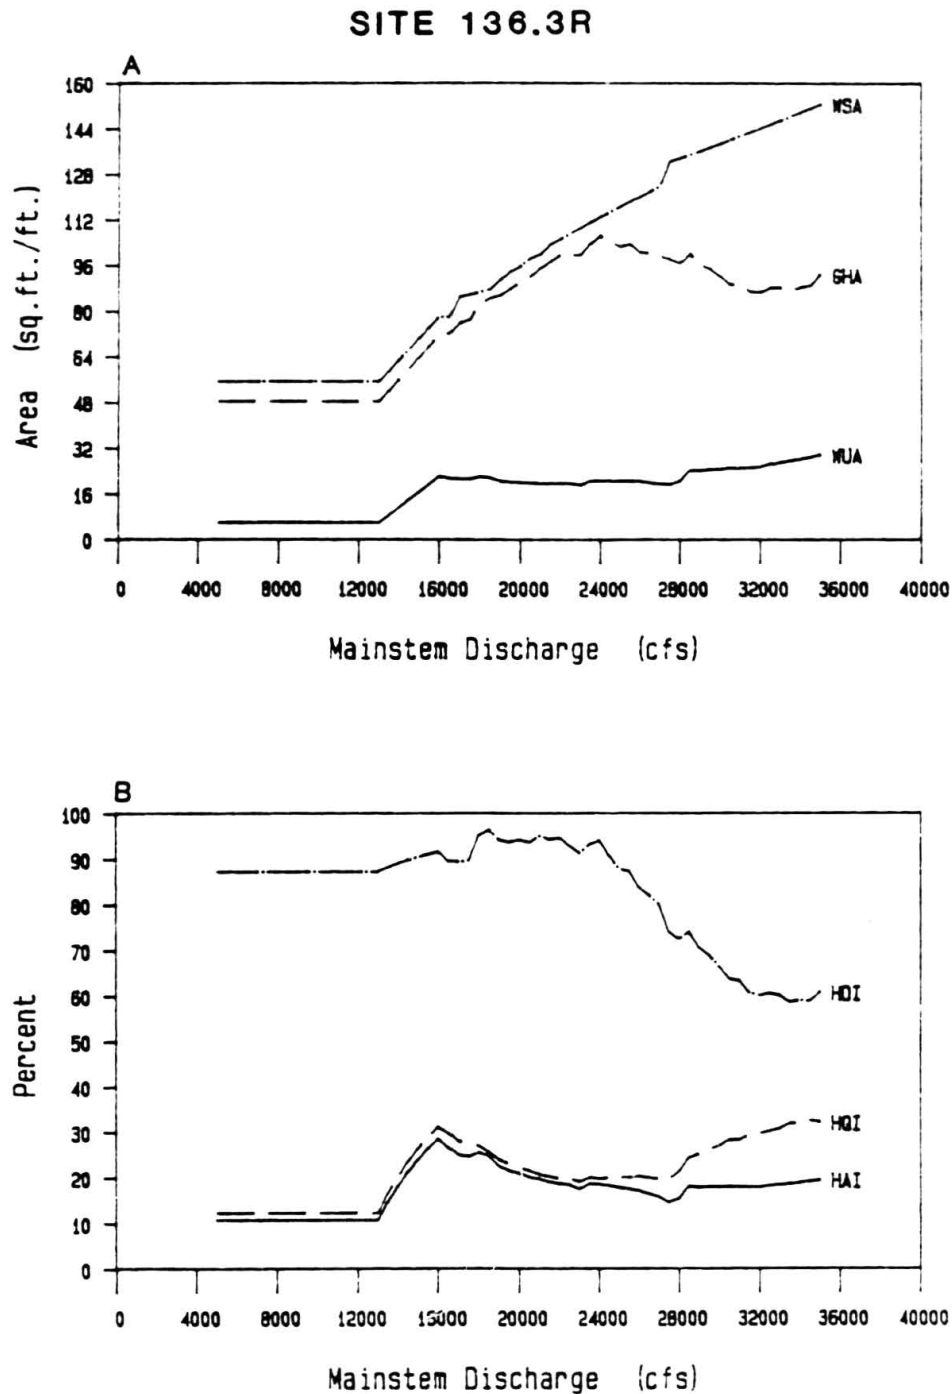 SITE 136.3R
A
160
144
128
112
96
80
64
48
32
16
0
Area (sq.ft./ft.)
WSA
GHA
WUA
0 4000 8000 12000 16000 20000 24000 28000 32000 36000 40000
Mainstem Discharge (cfs)
B
100
90
80
70
60
50
40
30
20
10
0
Percent
HDI
HQI
HAI
0 4000 8000 12000 16000 20000 24000 28000 32000 36000 40000
Mainstem Discharge (cfs)